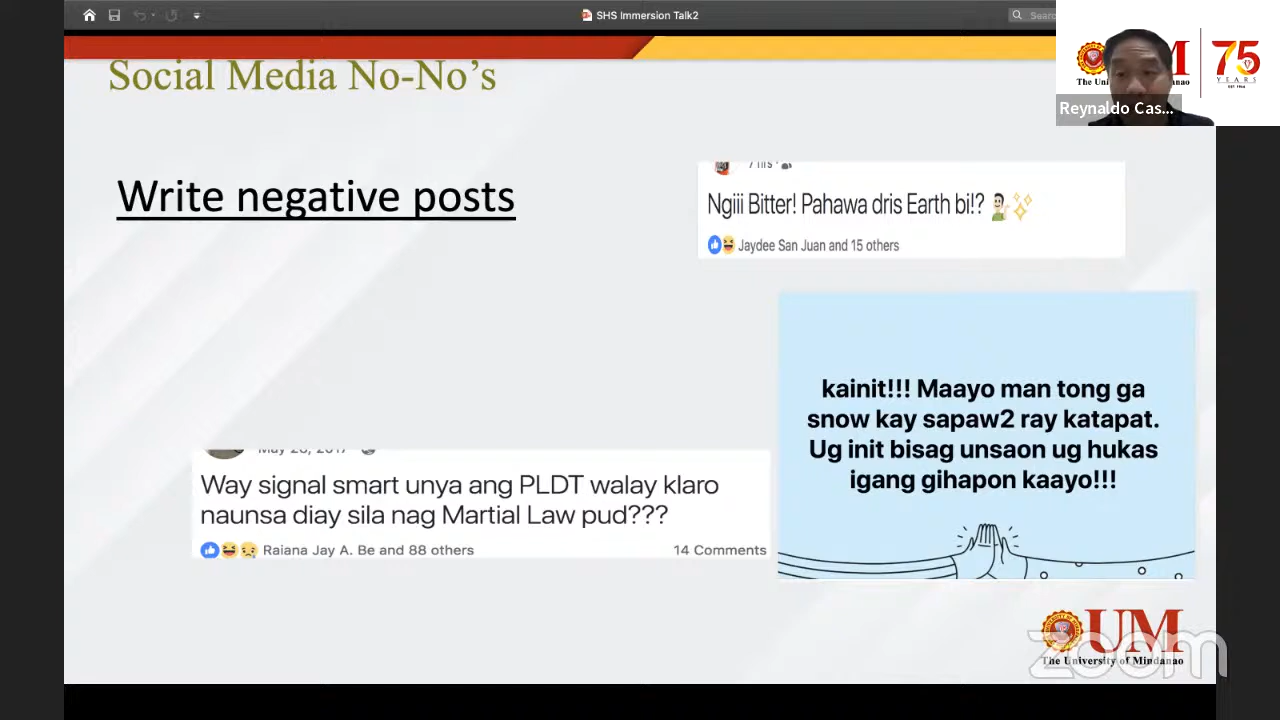 SHS Immersion Talk2
Social Media No-No's
Write negative posts
7 hrs
Ngiii Bitter! Pahawa dris Earth bi!?
Jaydee San Juan and 15 others
kainit!!! Maayo man tong ga
snow kay sapaw2 ray katapat.
Ug init bisag unsaon ug hukas
igang gihapon kaayo!!!
Way signal smart unya ang PLDT walay klaro
naunsa diay sila nag Martial Law pud???
Raiana Jay A. Be and 88 others
14 Comments
UM
The University of Mindanao
zoom
75
YEARS
Reynaldo Cas...